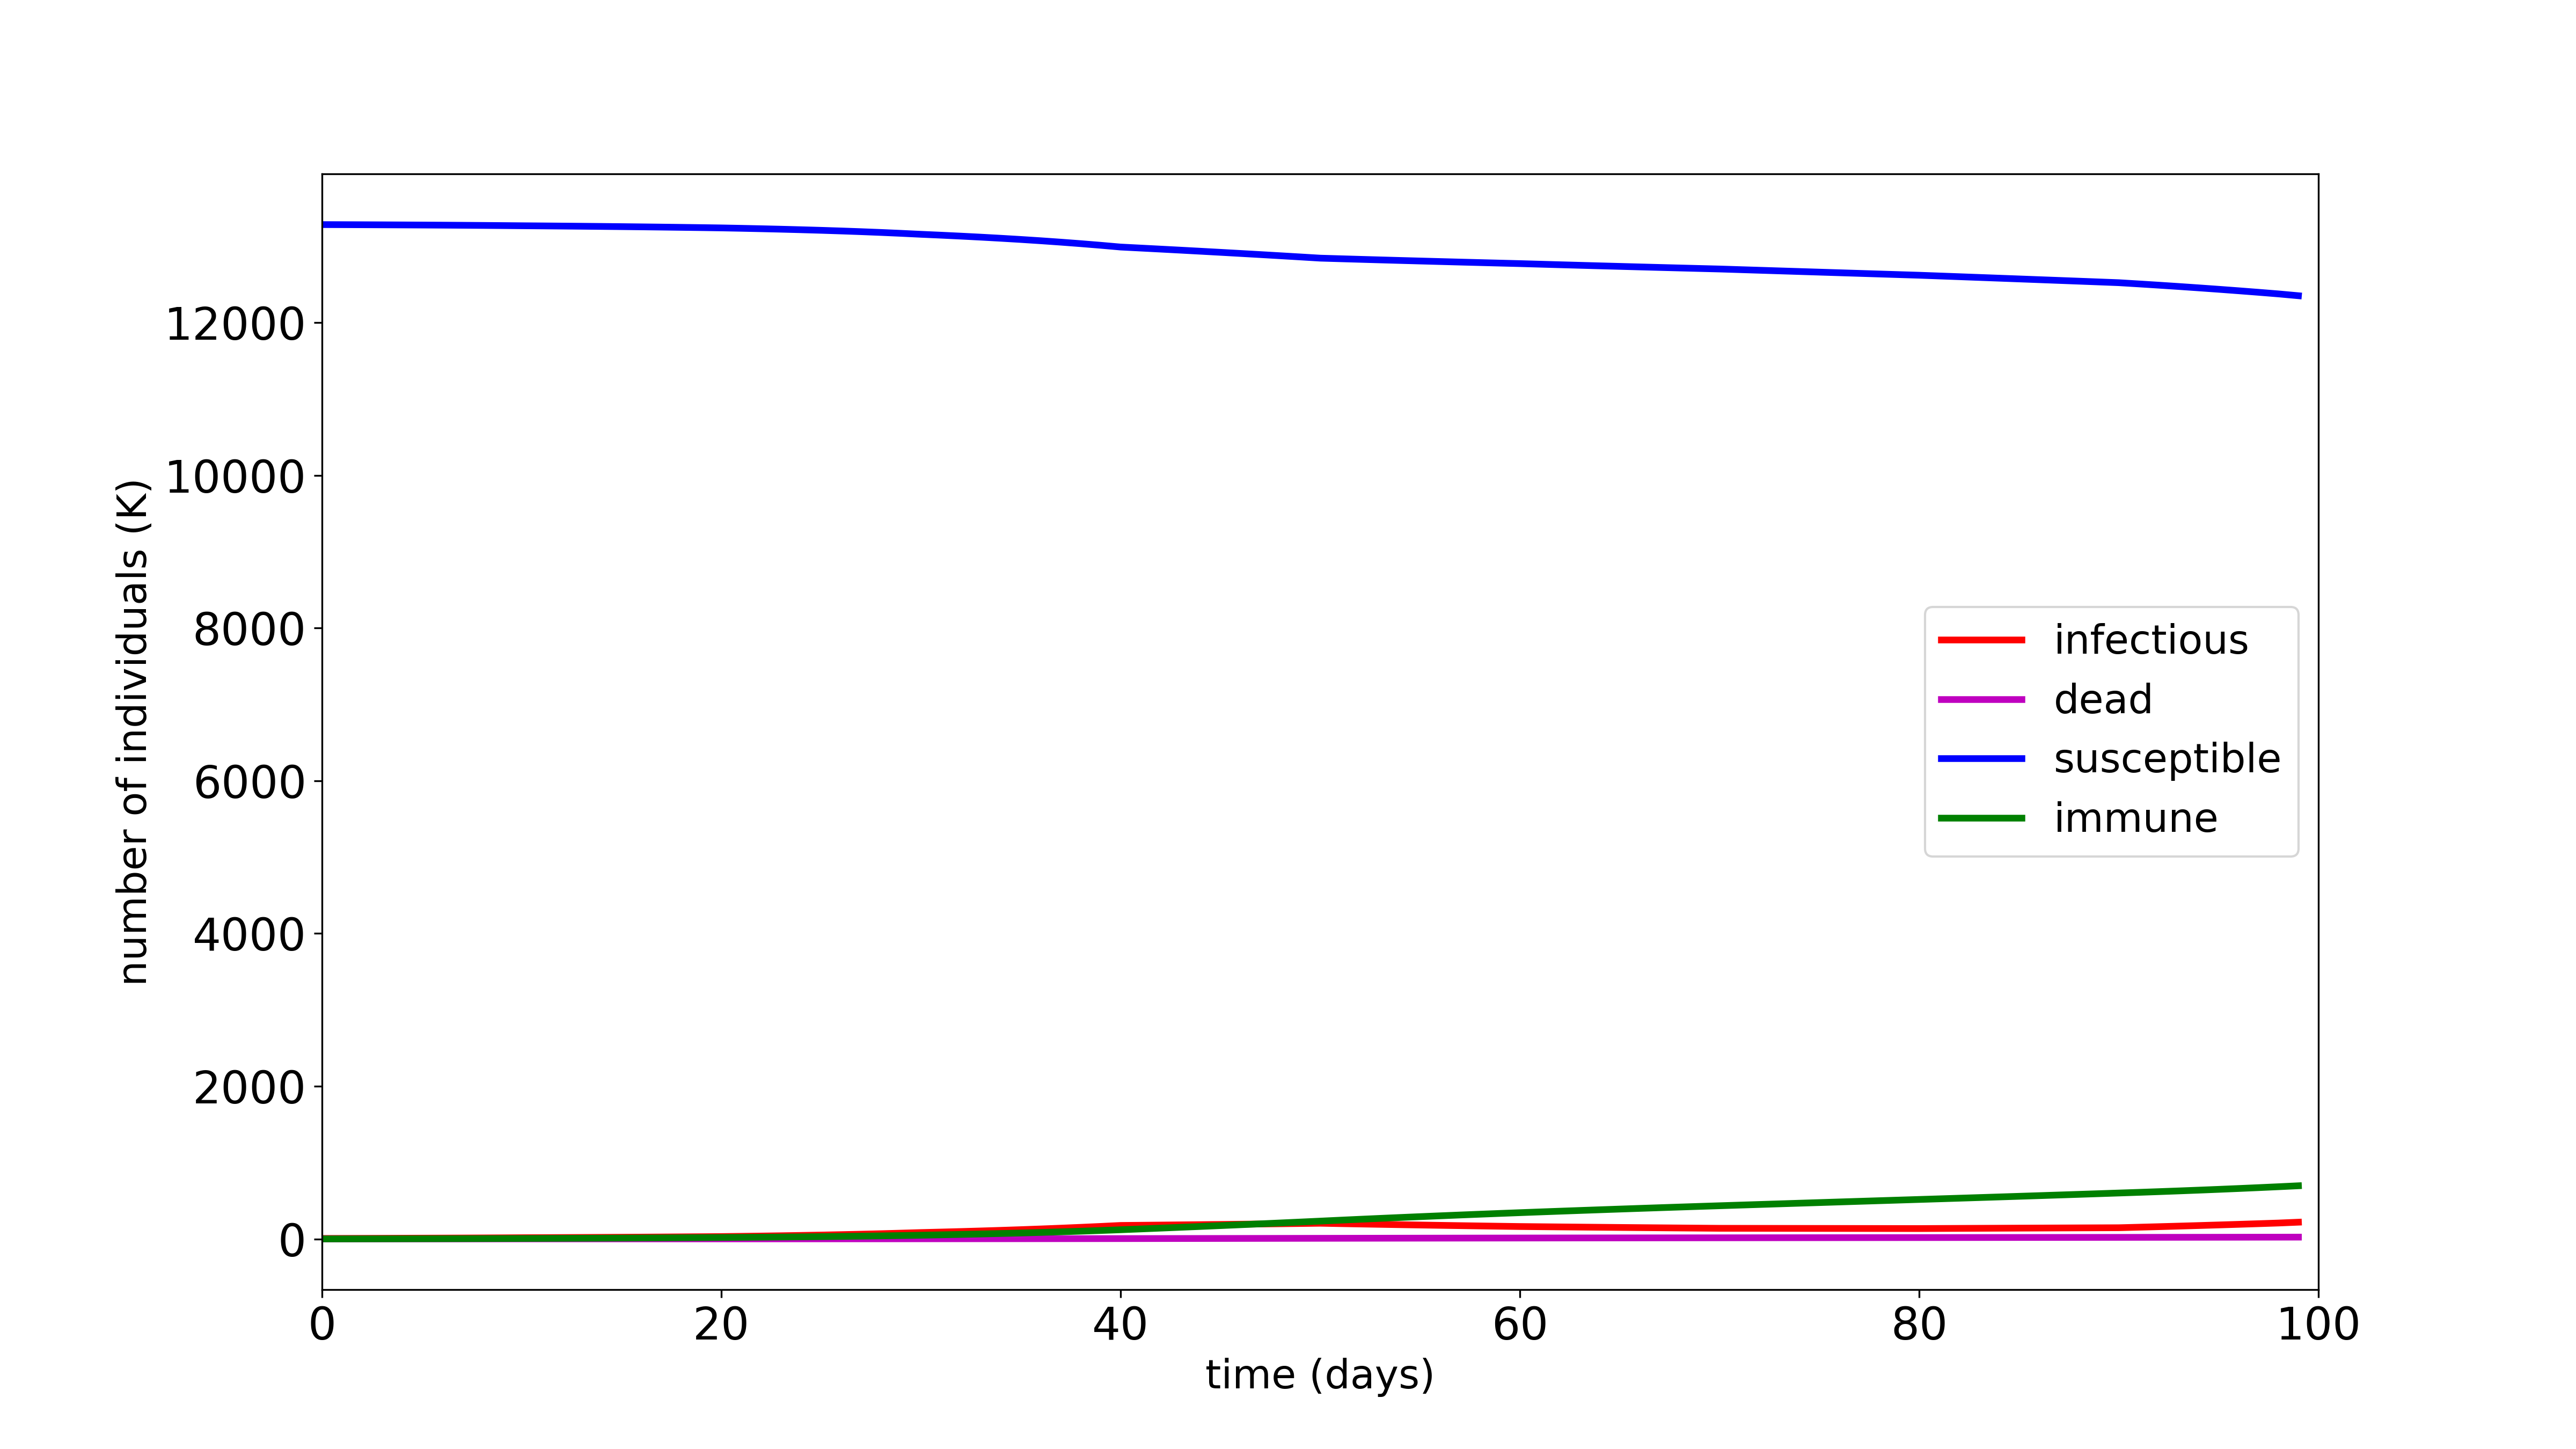 number of individuals (K)
12000
10000
8000
6000
4000
2000
0
infectious
dead
susceptible
immune
0 20 40 60 80 100
time (days)